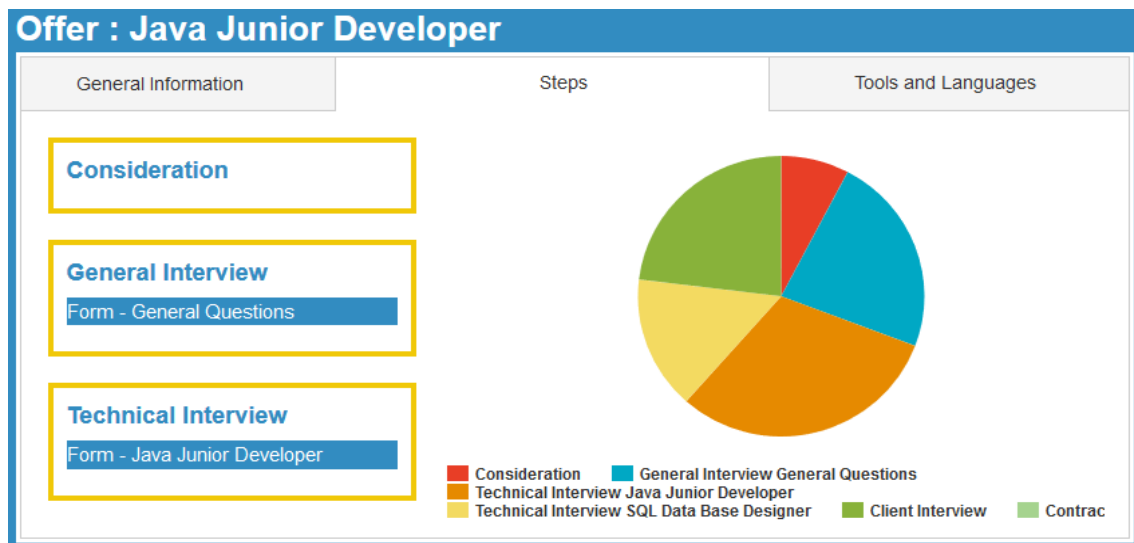 Offer : Java Junior Developer
General Information
Steps
Tools and Languages
Consideration
General Interview
Form - General Questions
Technical Interview
Form - Java Junior Developer
Consideration
General Interview General Questions
Technical Interview Java Junior Developer
Technical Interview SQL Data Base Designer
Client Interview
Contrac